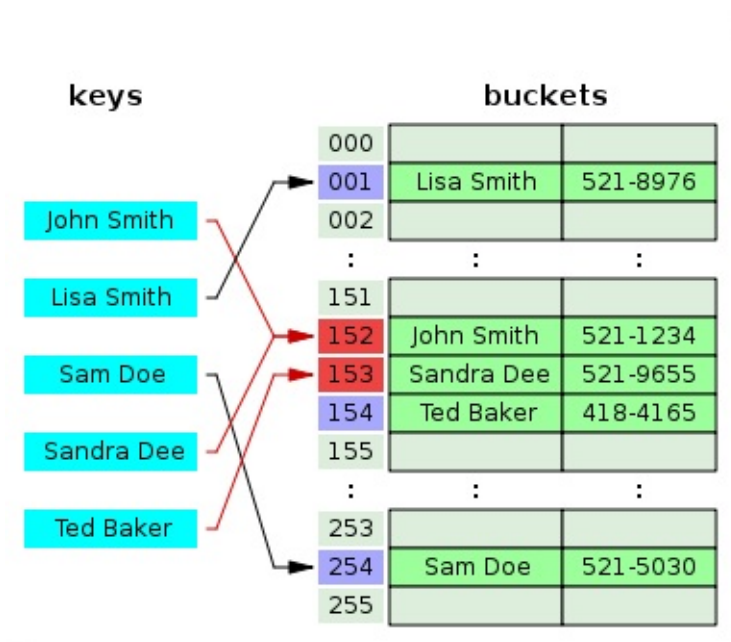 keys
buckets
John Smith
Lisa Smith
Sam Doe
Sandra Dee
Ted Baker
000
001 Lisa Smith 521-8976
002
: : :
151
152 John Smith 521-1234
153 Sandra Dee 521-9655
154 Ted Baker 418-4165
155
: : :
253
254 Sam Doe 521-5030
255